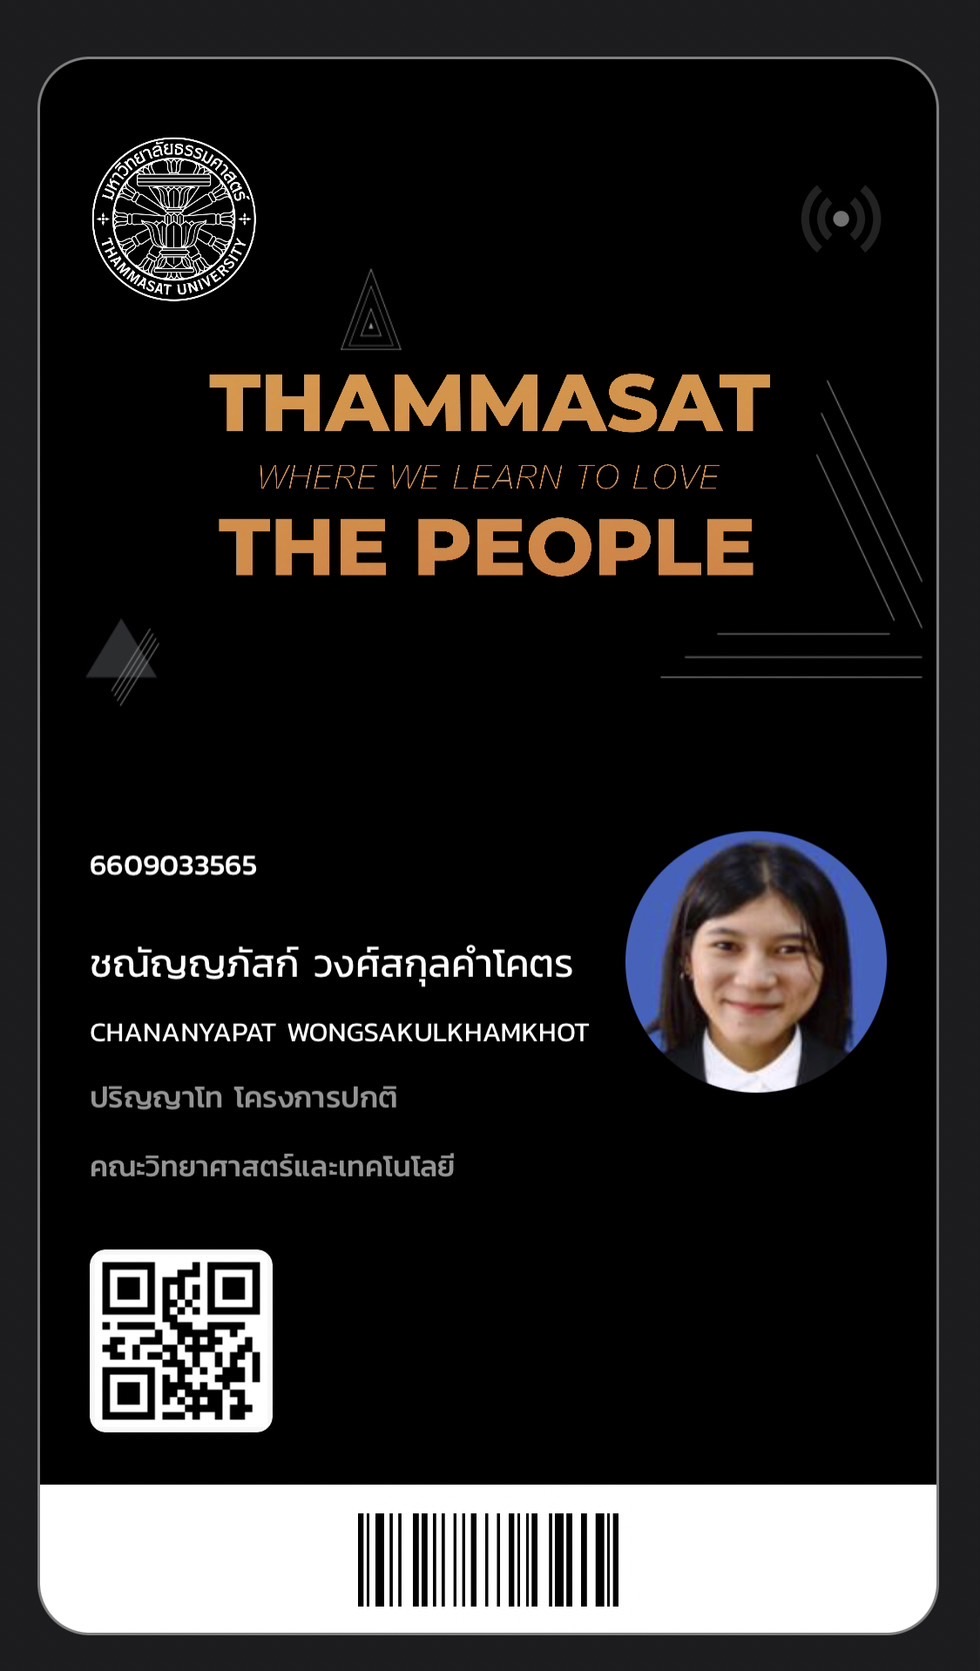 มหาวิทยาลัยธรรมศาสตร์
THAMMASAT UNIVERSITY
THAMMASAT
WHERE WE LEARN TO LOVE
THE PEOPLE
6609033565
ชณัญญภัสก์ วงศ์สกุลคำโคตร
CHANANYAPAT WONGSAKULKHAMKHOT
ปริญญาโท โครงการปกติ
คณะวิทยาศาสตร์และเทคโนโลยี